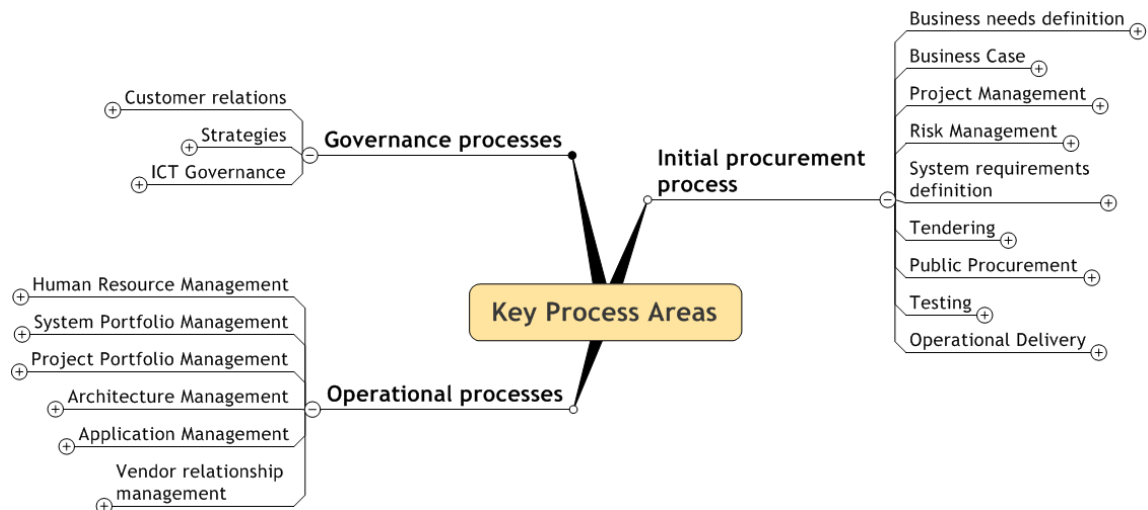 Business needs definition
Business Case
Customer relations
Project Management
Strategies
Governance processes
Risk Management
Initial procurement
process
ICT Governance
System requirements
definition
Tendering
Public Procurement
Human Resource Management
Key Process Areas
Testing
System Portfolio Management
Operational Delivery
Project Portfolio Management
Operational processes
Architecture Management
Application Management
Vendor relationship
management